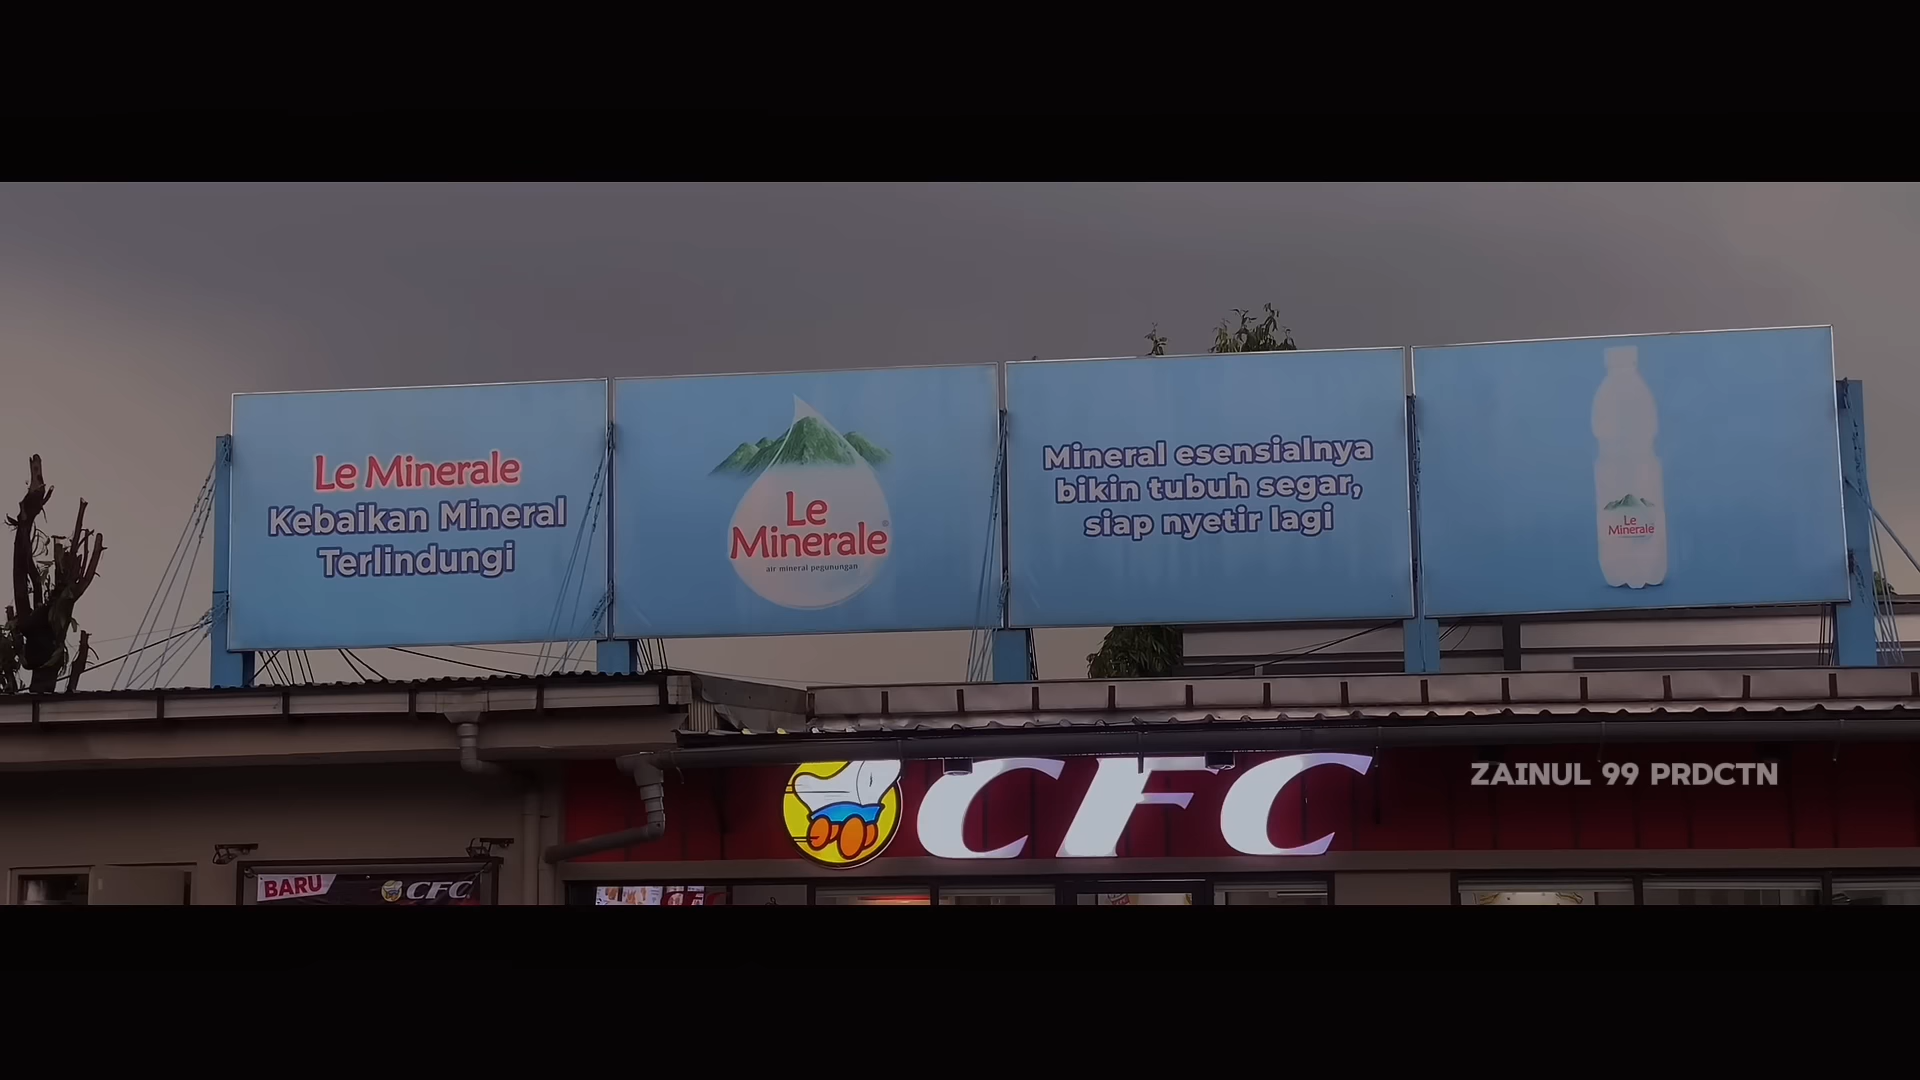 Le Minerale
Kebaikan Mineral
Terlindungi
Le
Minerale
air mineral pegunungan
Mineral esensialnya
bikin tubuh segar,
siap nyetir lagi
Le
Minerale
CFC
ZAINUL 99 PRDCTN
BARU
CFC